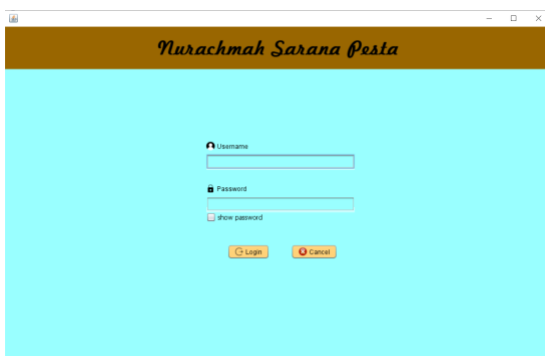 Nurachmah Sarana Pesta
Username
Password
show password
Login Cancel